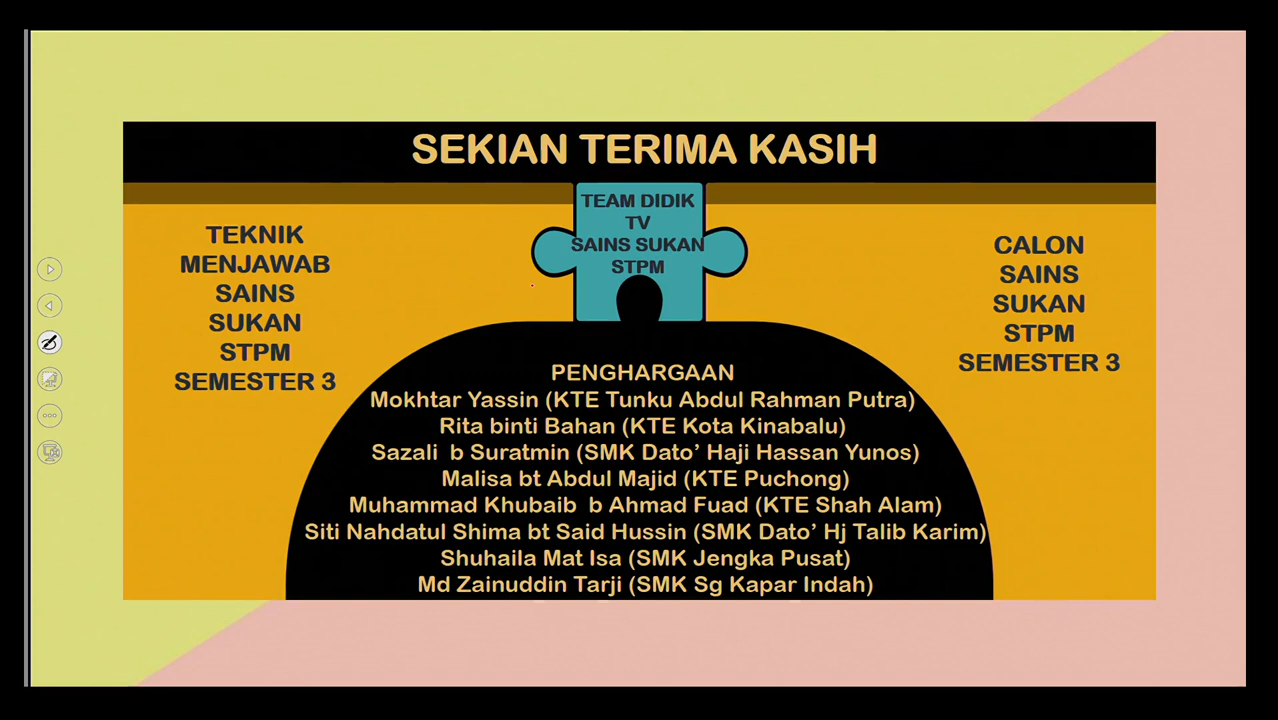 SEKIAN TERIMA KASIH
TEAM DIDIK
TV
SAINS SUKAN
STPM
TEKNIK
MENJAWAB
SAINS
SUKAN
STPM
SEMESTER 3
CALON
SAINS
SUKAN
STPM
SEMESTER 3
PENGHARGAAN
Mokhtar Yassin (KTE Tunku Abdul Rahman Putra)
Rita binti Bahan (KTE Kota Kinabalu)
Sazali b Suratmin (SMK Dato’ Haji Hassan Yunos)
Malisa bt Abdul Majid (KTE Puchong)
Muhammad Khubaib b Ahmad Fuad (KTE Shah Alam)
Siti Nahdatul Shima bt Said Hussin (SMK Dato’ Hj Talib Karim)
Shuhaila Mat Isa (SMK Jengka Pusat)
Md Zainuddin Tarji (SMK Sg Kapar Indah)